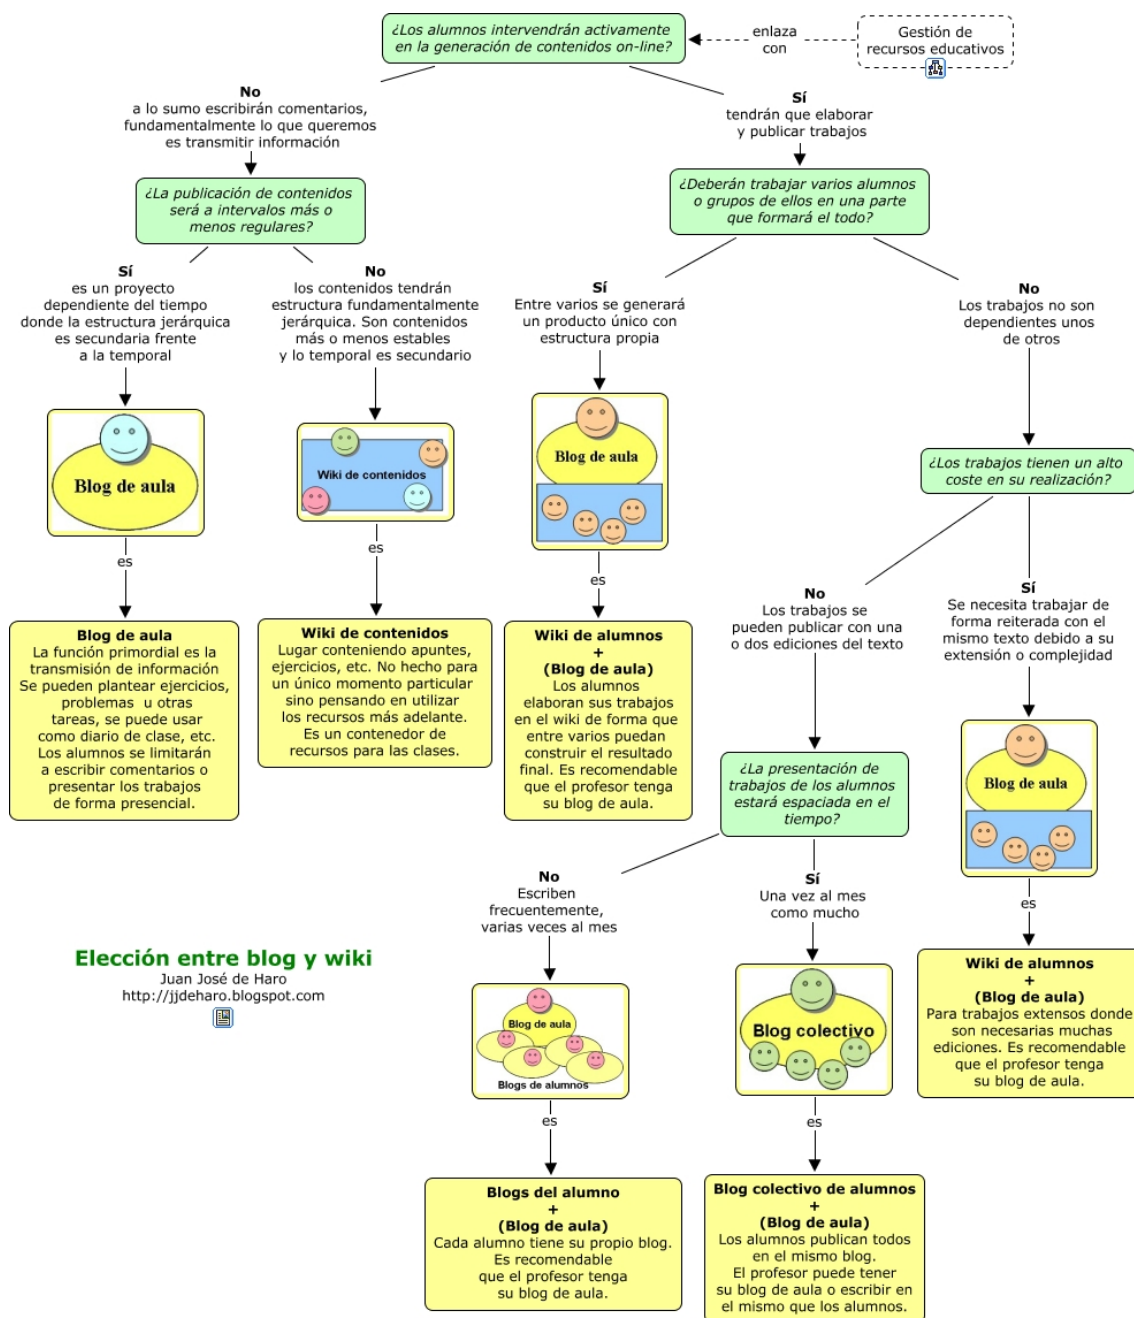 ¿Los alumnos intervendrán activamente
en la generación de contenidos on-line?
enlaza
con
Gestión de
recursos educativos
No
a lo sumo escribirán comentarios,
fundamentalmente lo que queremos
es transmitir información
Sí
tendrán que elaborar
y publicar trabajos
¿La publicación de contenidos
será a intervalos más o
menos regulares?
¿Deberán trabajar varios alumnos
o grupos de ellos en una parte
que formará el todo?
Sí
es un proyecto
dependiente del tiempo
donde la estructura jerárquica
es secundaria frente
a la temporal
No
los contenidos tendrán
estructura fundamentalmente
jerárquica. Son contenidos
más o menos estables
y lo temporal es secundario
Sí
Entre varios se generará
un producto único con
estructura propia
No
Los trabajos no son
dependientes unos
de otros
Blog de aula
Wiki de contenidos
Blog de aula
¿Los trabajos tienen un alto
coste en su realización?
es
es
es
Blog de aula
La función primordial es la
transmisión de información
Se pueden plantear ejercicios,
problemas u otras
tareas, se puede usar
como diario de clase, etc.
Los alumnos se limitarán
a escribir comentarios o
presentar los trabajos
de forma presencial.
Wiki de contenidos
Lugar conteniendo apuntes,
ejercicios, etc. No hecho para
un único momento particular
sino pensando en utilizar
los recursos más adelante.
Es un contenedor de
recursos para las clases.
Wiki de alumnos
+
(Blog de aula)
Los alumnos
elaboran sus trabajos
en el wiki de forma que
entre varios puedan
construir el resultado
final. Es recomendable
que el profesor tenga
su blog de aula.
No
Los trabajos se
pueden publicar con una
o dos ediciones del texto
Sí
Se necesita trabajar de
forma reiterada con el
mismo texto debido a su
extensión o complejidad
¿La presentación de
trabajos de los alumnos
estará espaciada en el
tiempo?
Blog de aula
No
Escriben
frecuentemente,
varias veces al mes
Sí
Una vez al mes
como mucho
es
Elección entre blog y wiki
Juan José de Haro
http://jjdeharo.blogspot.com
Blog de aula
Blogs de alumnos
Blog colectivo
Wiki de alumnos
+
(Blog de aula)
Para trabajos extensos donde
son necesarias muchas
ediciones. Es recomendable
que el profesor tenga
su blog de aula.
es
es
Blogs del alumno
+
(Blog de aula)
Cada alumno tiene su propio blog.
Es recomendable
que el profesor tenga
su blog de aula.
Blog colectivo de alumnos
+
(Blog de aula)
Los alumnos publican todos
en el mismo blog.
El profesor puede tener
su blog de aula o escribir en
el mismo que los alumnos.